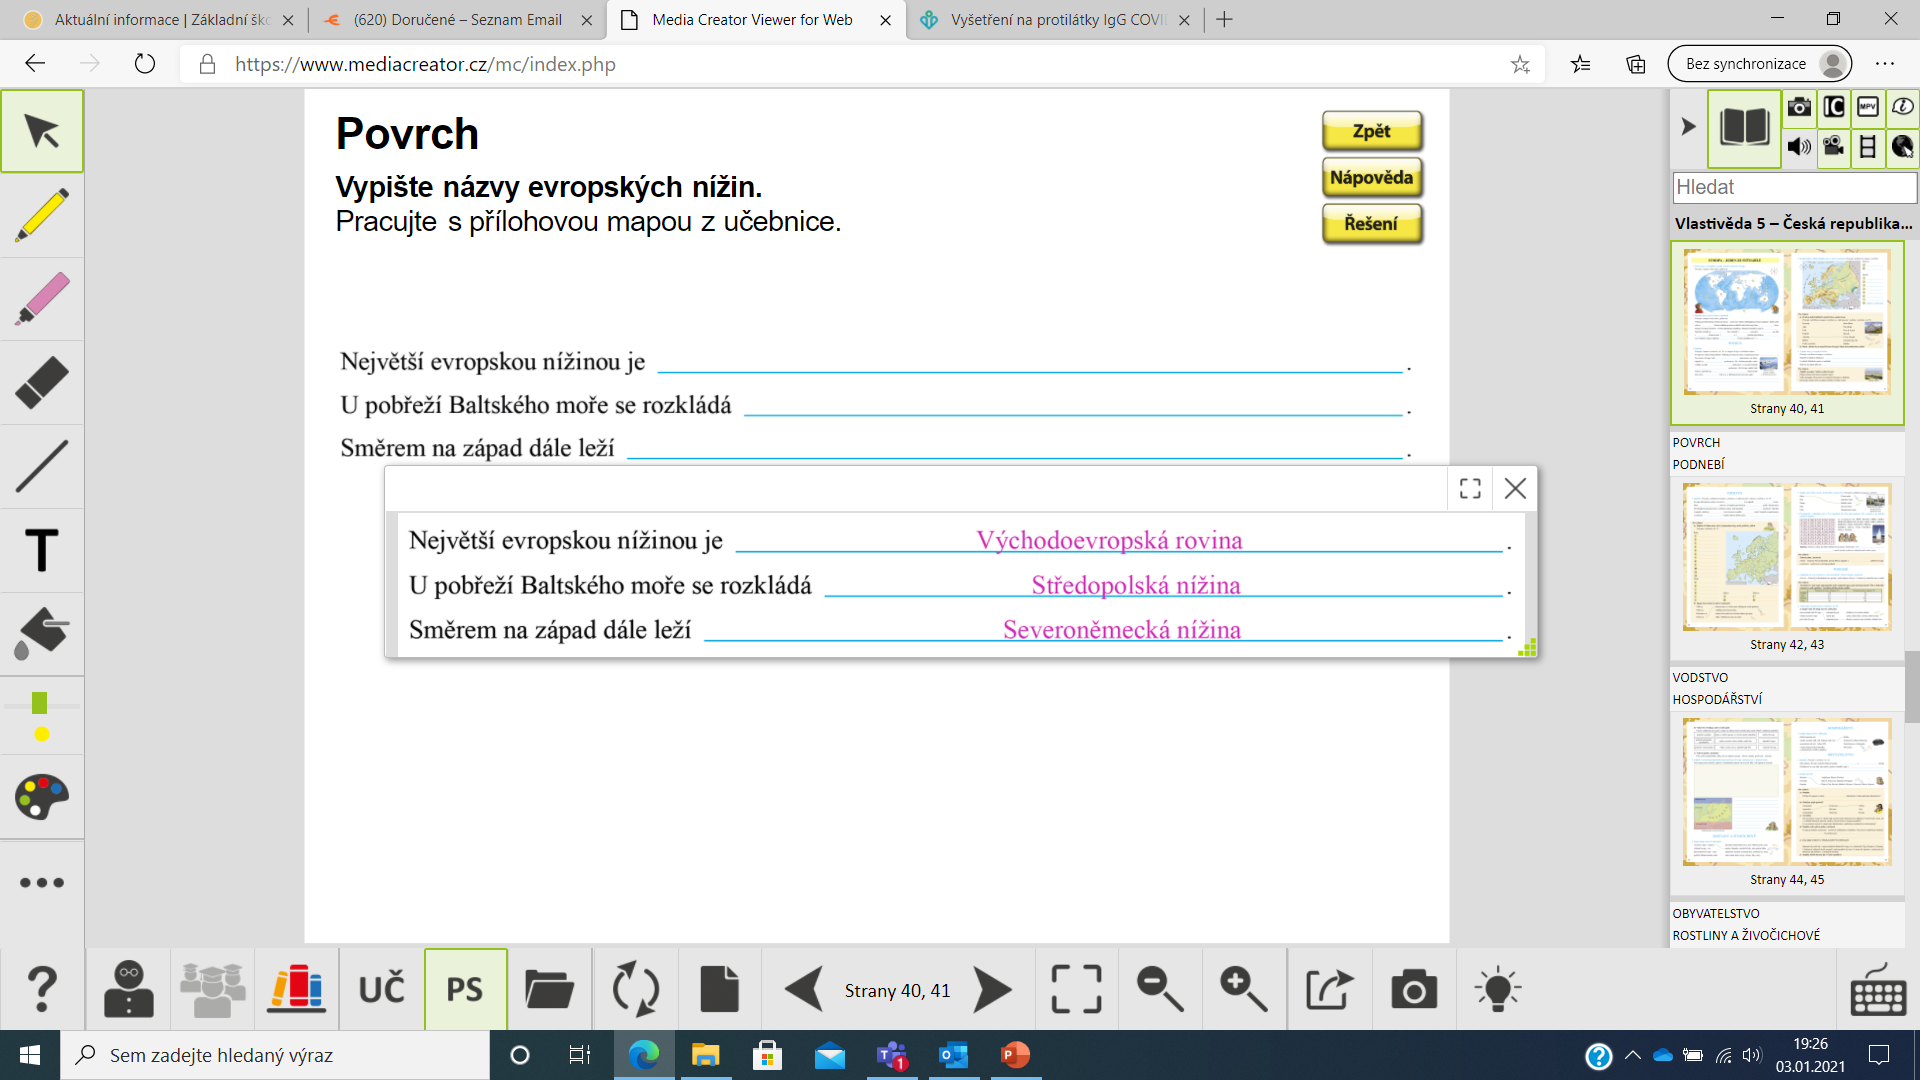 Aktuální informace | Základní ško
(620) Doručené – Seznam Email
Media Creator Viewer for Web
Vyšetření na protilátky IgG COVI
https://www.mediacreator.cz/mc/index.php
Bez synchronizace
Povrch
Vypište názvy evropských nížin.
Pracujte s přílohovou mapou z učebnice.
Zpět
Nápověda
Řešení
Největší evropskou nížinou je .
U pobřeží Baltského moře se rozkládá .
Směrem na západ dále leží .
Největší evropskou nížinou je Východoevropská rovina .
U pobřeží Baltského moře se rozkládá Středopolská nížina .
Směrem na západ dále leží Severoněmecká nížina .
IC
MPV
Hledat
Vlastivěda 5 – Česká republika...
Strany 40, 41
POVRCH
PODNEBÍ
Strany 42, 43
VODSTVO
HOSPODÁŘSTVÍ
Strany 44, 45
OBYVATELSTVO
ROSTLINY A ŽIVOČICHOVÉ
T
?
UČ
PS
Strany 40, 41
Sem zadejte hledaný výraz
1
19:26
03.01.2021